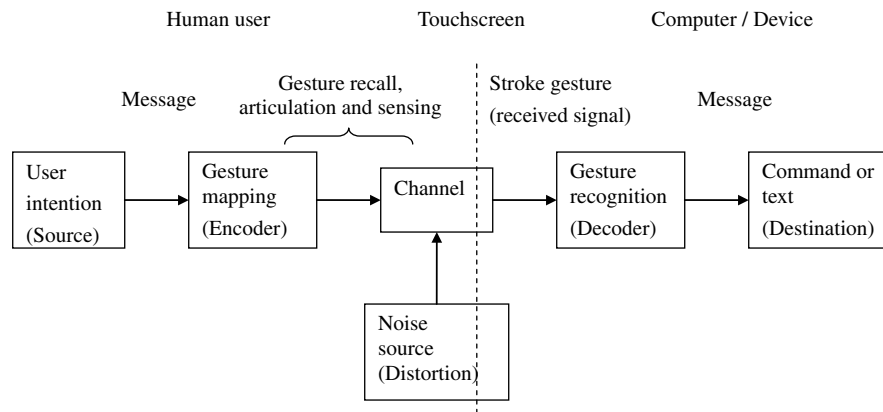 Human user
Touchscreen
Computer / Device
Message
Gesture recall,
articulation and sensing
Stroke gesture
(received signal)
Message
User
intention
(Source)
Gesture
mapping
(Encoder)
Channel
Gesture
recognition
(Decoder)
Command or
text
(Destination)
Noise
source
(Distortion)